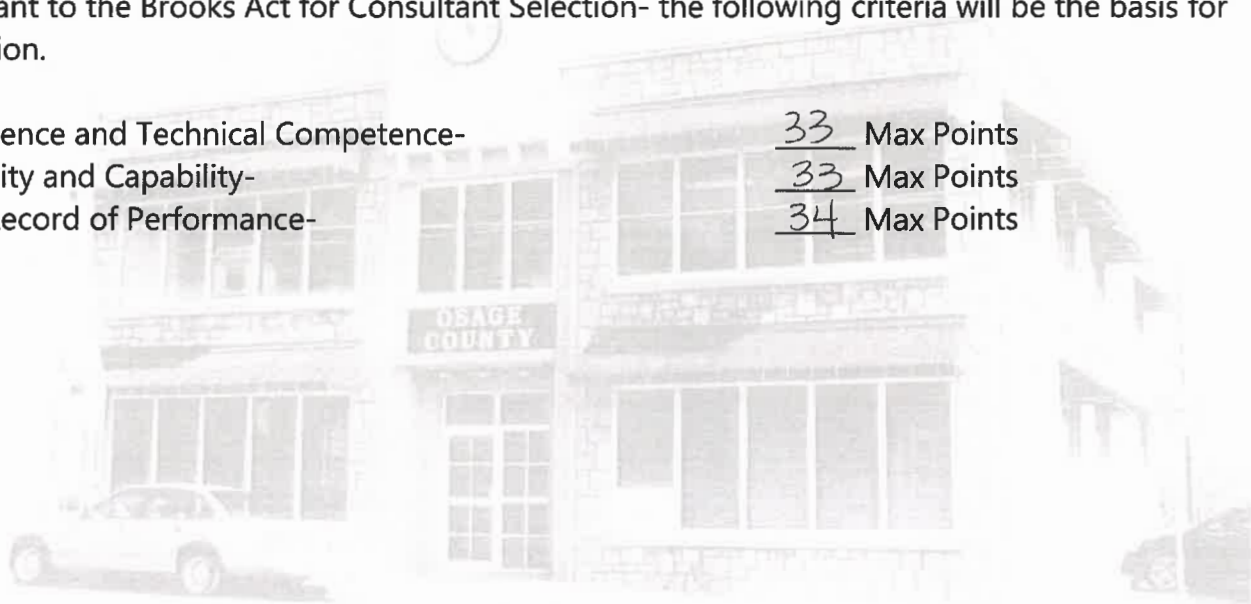 ant to the Brooks Act for Consultant Selection- the following criteria will be the basis for
ion.
ence and Technical Competence- 33 Max Points
ity and Capability- 33 Max Points
ecord of Performance- 34 Max Points
OSAGE
COUNTY